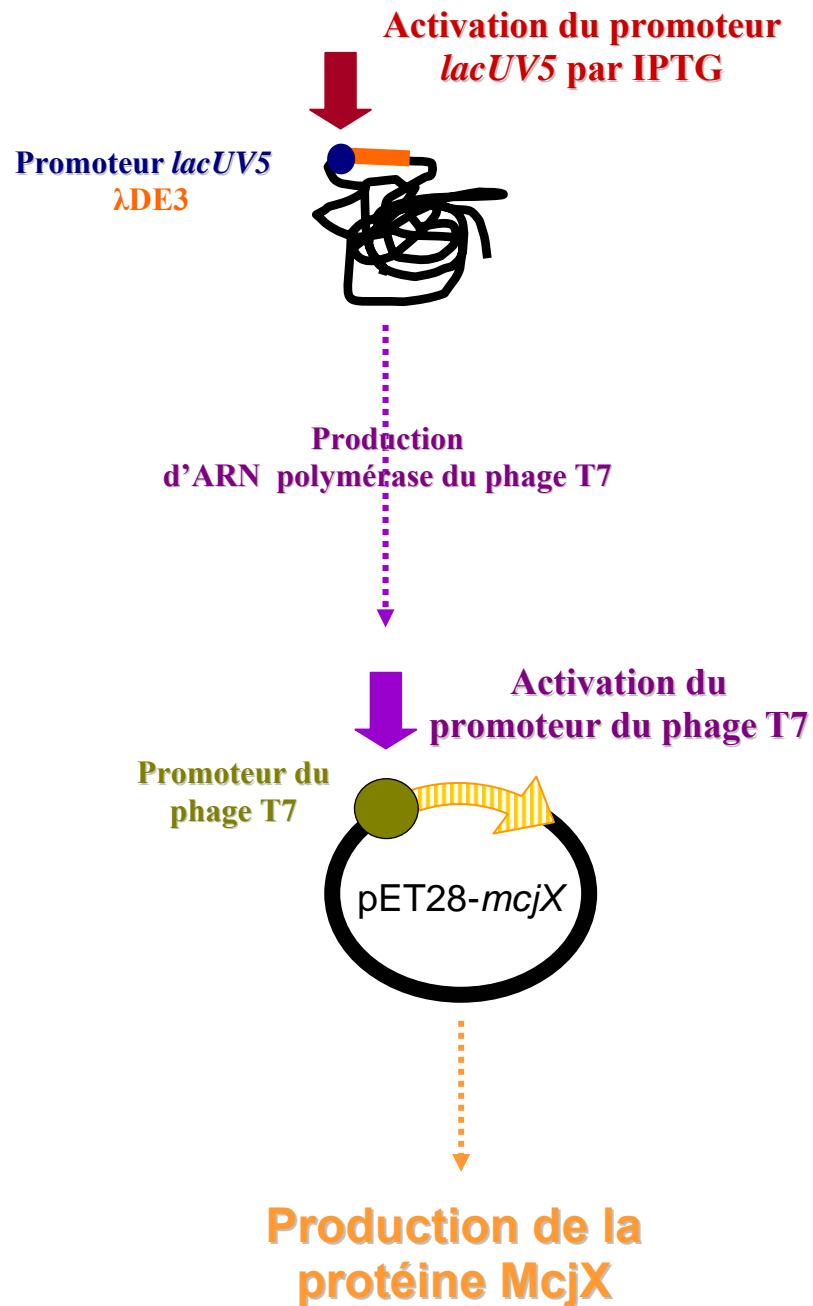 Activation du promoteur
lacUV5 par IPTG
Promoteur lacUV5
λDE3
Production
d’ARN polymérase du phage T7
Activation du
promoteur du phage T7
Promoteur du
phage T7
pET28-mcjX
Production de la
protéine McjX